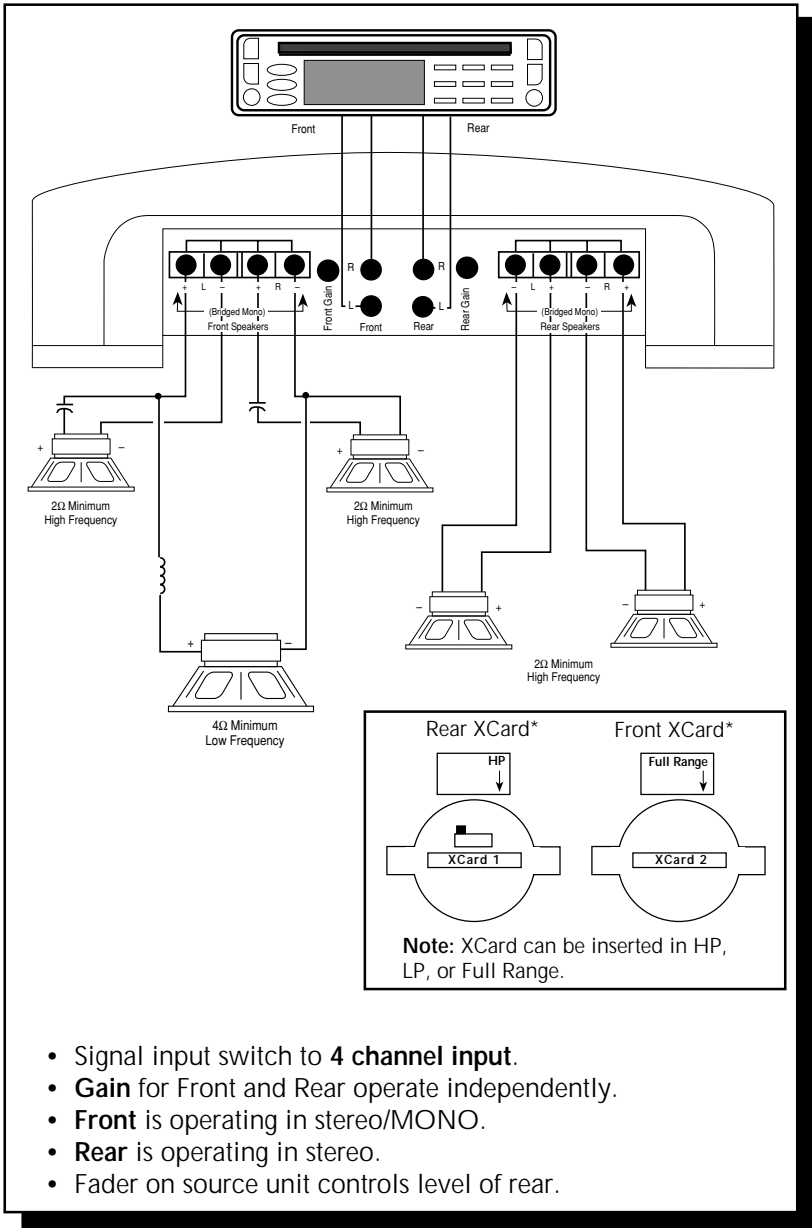 Front
Rear
R
R
+ L – + R –
– L + – R +
(Bridged Mono)
Front Speakers
Front Gain
L
Front
L
Rear
Rear Gain
(Bridged Mono)
Rear Speakers
+ –
2Ω Minimum
High Frequency
+ –
2Ω Minimum
High Frequency
+ –
4Ω Minimum
Low Frequency
– +
– +
2Ω Minimum
High Frequency
Rear XCard*
Front XCard*
HP
Full Range
XCard 1
XCard 2
Note: XCard can be inserted in HP,
LP, or Full Range.
• Signal input switch to 4 channel input.
• Gain for Front and Rear operate independently.
• Front is operating in stereo/MONO.
• Rear is operating in stereo.
• Fader on source unit controls level of rear.